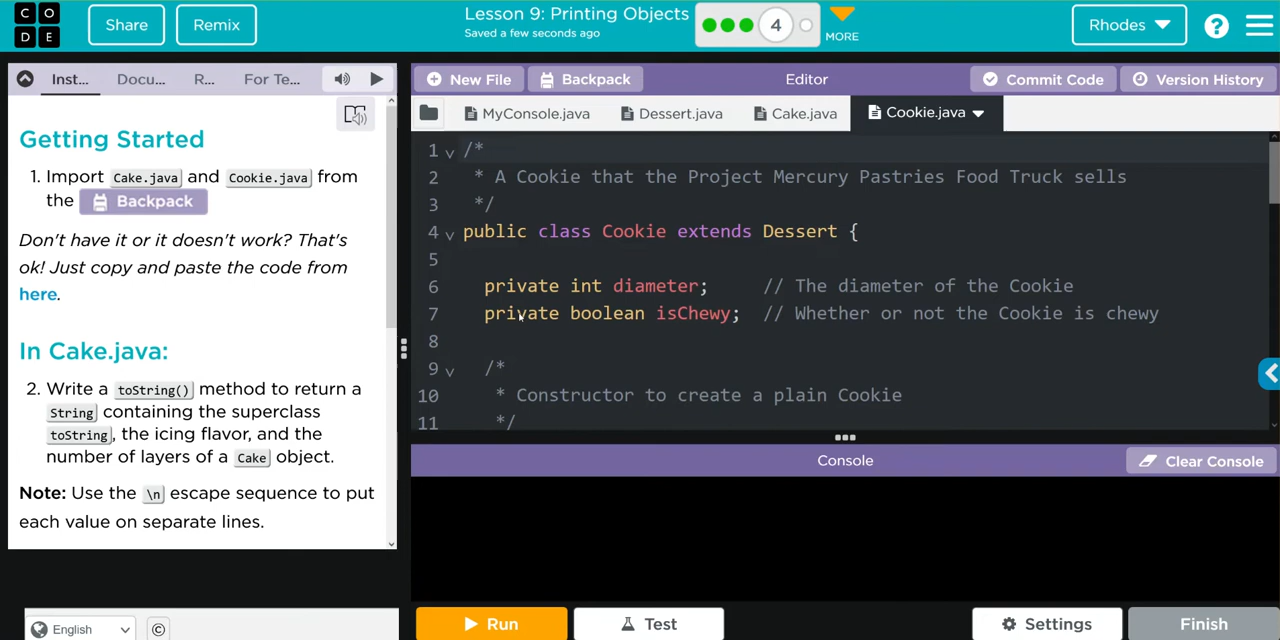 C O
D E
Share
Remix
Lesson 9: Printing Objects
Saved a few seconds ago
4
MORE
Rhodes
?
Inst...
Docu...
R...
For Te...
New File
Backpack
Editor
Commit Code
Version History
MyConsole.java
Dessert.java
Cake.java
Cookie.java
Getting Started
1. Import Cake.java and Cookie.java from
the Backpack
Don't have it or it doesn't work? That's
ok! Just copy and paste the code from
here.
In Cake.java:
2. Write a toString() method to return a
String containing the superclass
toString, the icing flavor, and the
number of layers of a Cake object.
Note: Use the \n escape sequence to put
each value on separate lines.
1 /*
2 * A Cookie that the Project Mercury Pastries Food Truck sells
3 */
4 public class Cookie extends Dessert {
5
6 private int diameter; // The diameter of the Cookie
7 private boolean isChewy; // Whether or not the Cookie is chewy
8
9 /*
10 * Constructor to create a plain Cookie
11 */
Console
Clear Console
English
©
Run
Test
Settings
Finish